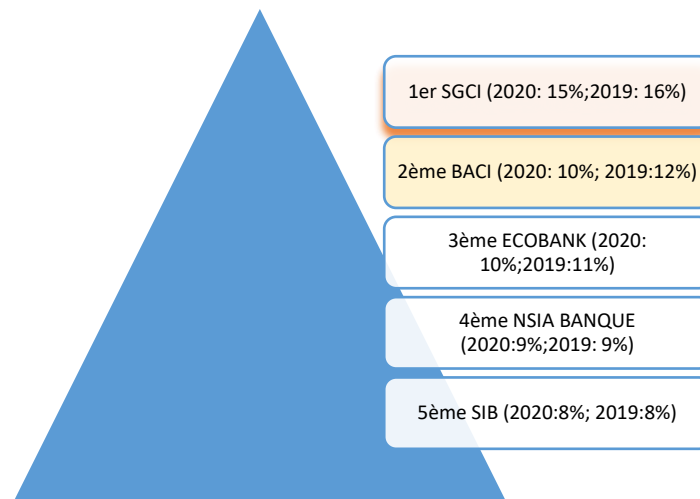 1er SGCI (2020: 15%;2019: 16%)
2ème BACI (2020: 10%; 2019:12%)
3ème ECOBANK (2020:
10%;2019:11%)
4ème NSIA BANQUE
(2020:9%;2019: 9%)
5ème SIB (2020:8%; 2019:8%)